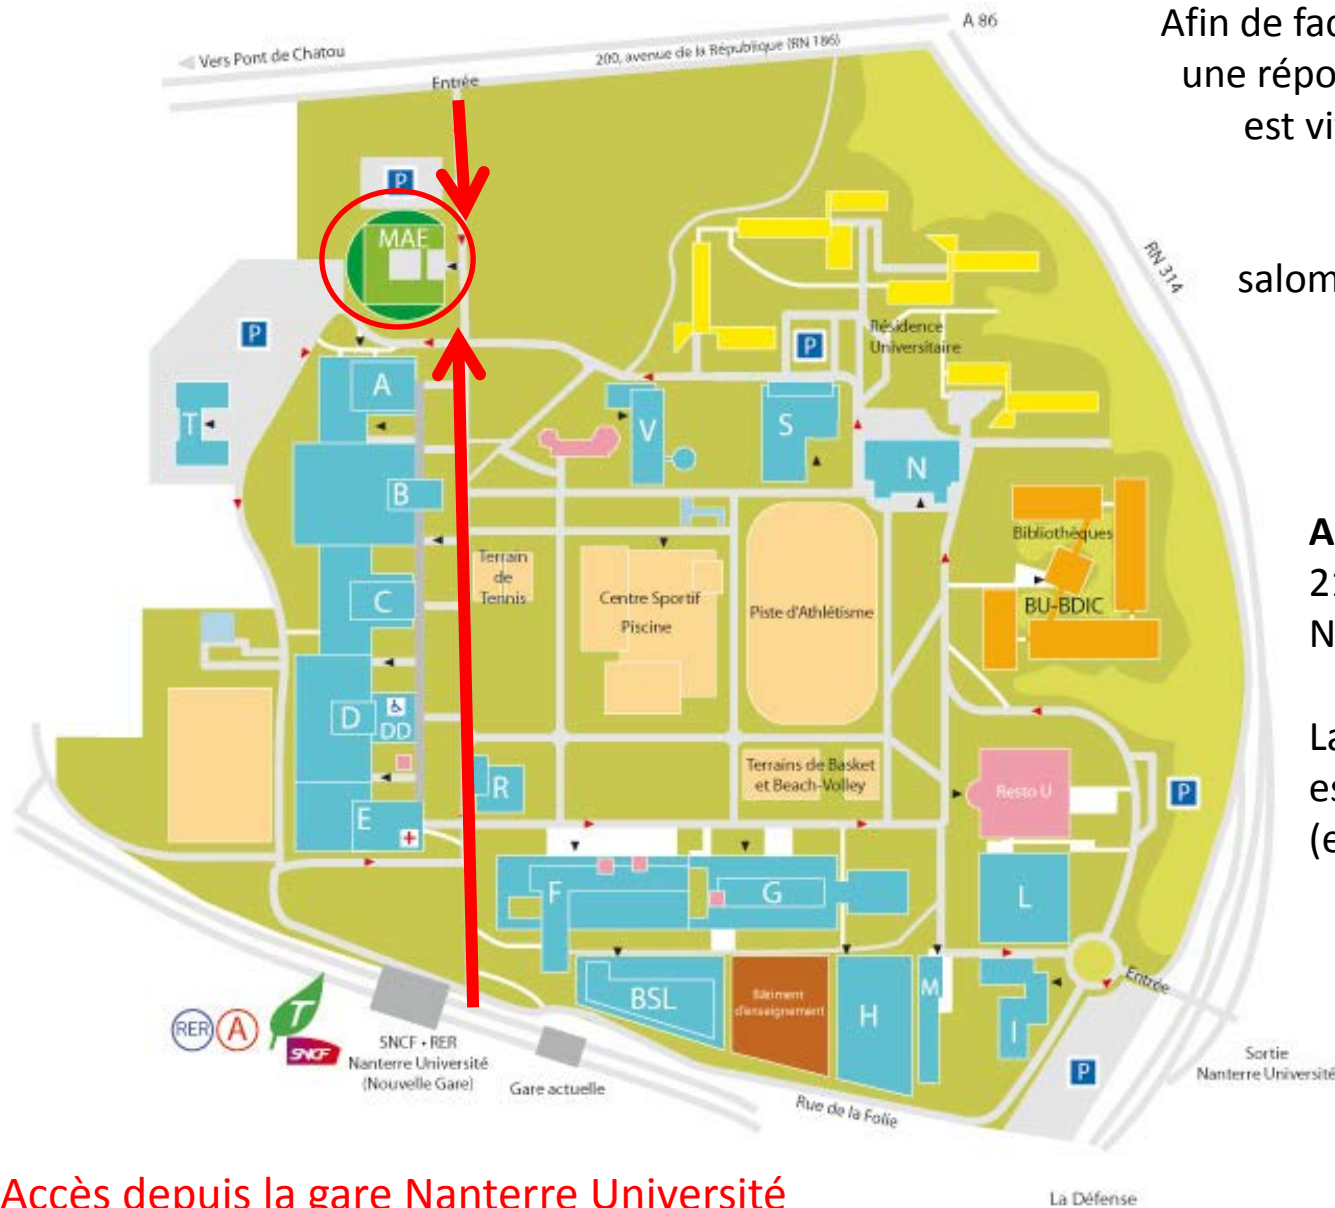 A 86
Vers Pont de Chatou
200, avenue de la République (RN 186)
Entrée
Afin de fac
une répo
est vi
P
MAE
RN 314
salom
P
Résidence
Universitaire
P
A
T
V
S
N
B
Bibliothèques
BU-BDIC
Terrain
de
Tennis
C
Centre Sportif
Piscine
Piste d'Athlétisme
A
21
N
D
DD
La
es
(e
Terrains de Basket
et Beach-Volley
R
Resto U
P
E
F
G
L
Entrée
BSL
Bâtiment
d'enseignement
H
M
I
RER
A
T
SNCF
SNCF • RER
Nanterre Université
(Nouvelle Gare)
Gare actuelle
P
Sortie
Nanterre Université
Rue de la Folie
Accès depuis la gare Nanterre Université
La Défense